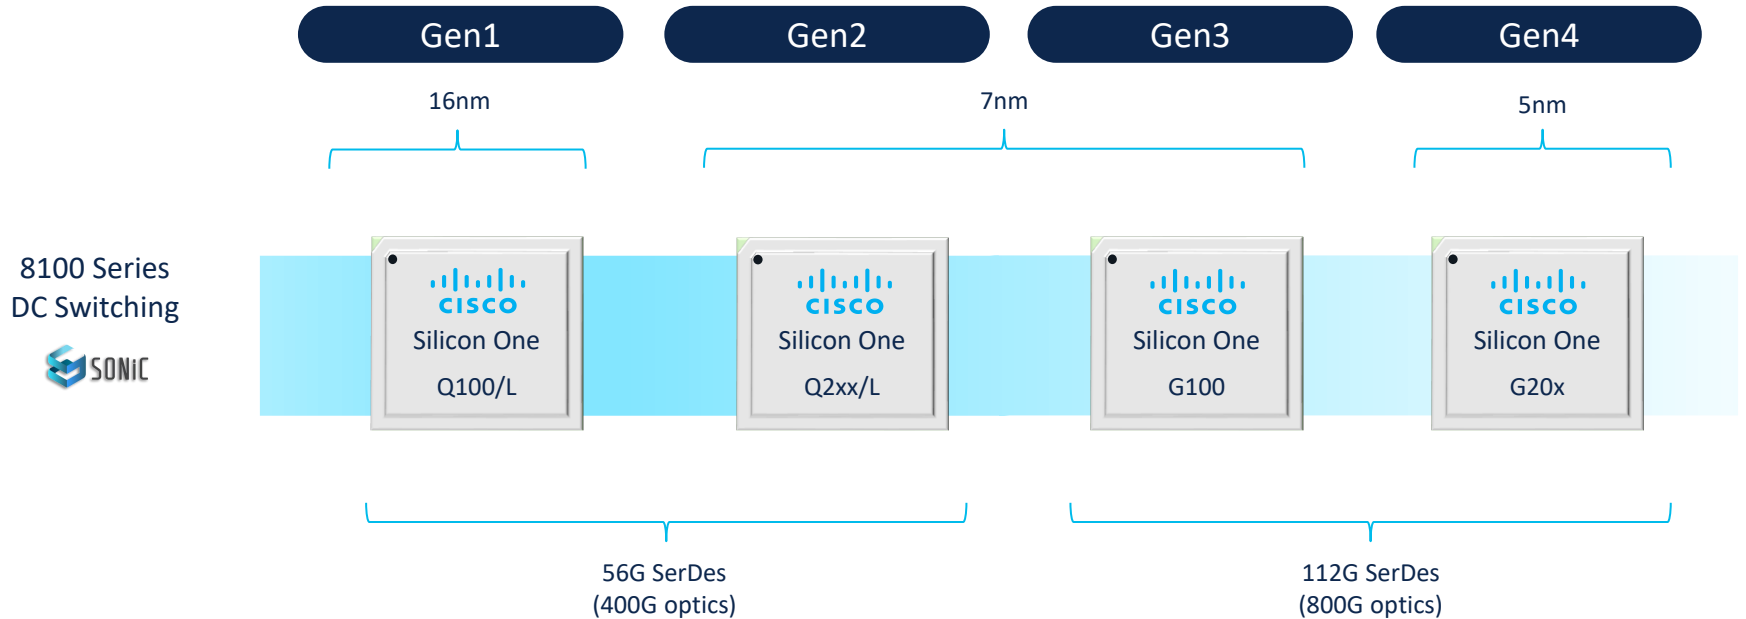 Gen1
Gen2
Gen3
Gen4
16nm
7nm
5nm
8100 Series
DC Switching
SONiC
CISCO
Silicon One
Q100/L
CISCO
Silicon One
Q2xx/L
CISCO
Silicon One
G100
CISCO
Silicon One
G20x
56G SerDes
(400G optics)
112G SerDes
(800G optics)